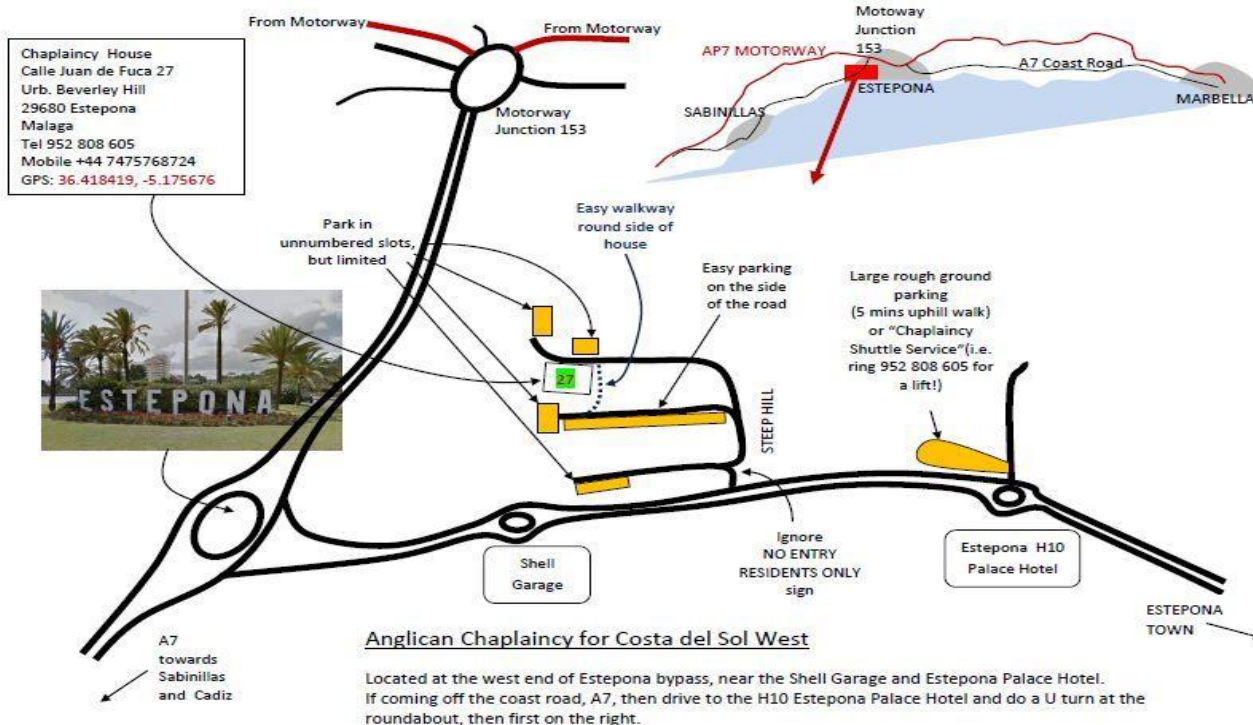 From Motorway
From Motorway
Chaplaincy House
Calle Juan de Fuca 27
Urb. Beverley Hill
29680 Estepona
Malaga
Tel 952 808 605
Mobile +44 7475768724
GPS: 36.418419, -5.175676
Motorway
Junction 153
Motoway
Junction
153
AP7 MOTORWAY
A7 Coast Road
ESTEPONA
SABINILLAS
MARBELLA
Park in
unnumbered slots,
but limited
Easy walkway
round side of
house
Easy parking
on the side
of the road
Large rough ground
parking
(5 mins uphill walk)
or "Chaplaincy
Shuttle Service"(i.e.
ring 952 808 605 for
a lift!)
ESTEPONA
27
STEEP HILL
Shell
Garage
Ignore
NO ENTRY
RESIDENTS ONLY
sign
Estepona H10
Palace Hotel
ESTEPONA
TOWN
A7
towards
Sabinillas
and Cadiz
Anglican Chaplaincy for Costa del Sol West
Located at the west end of Estepona bypass, near the Shell Garage and Estepona Palace Hotel.
If coming off the coast road, A7, then drive to the H10 Estepona Palace Hotel and do a U turn at the
roundabout, then first on the right.